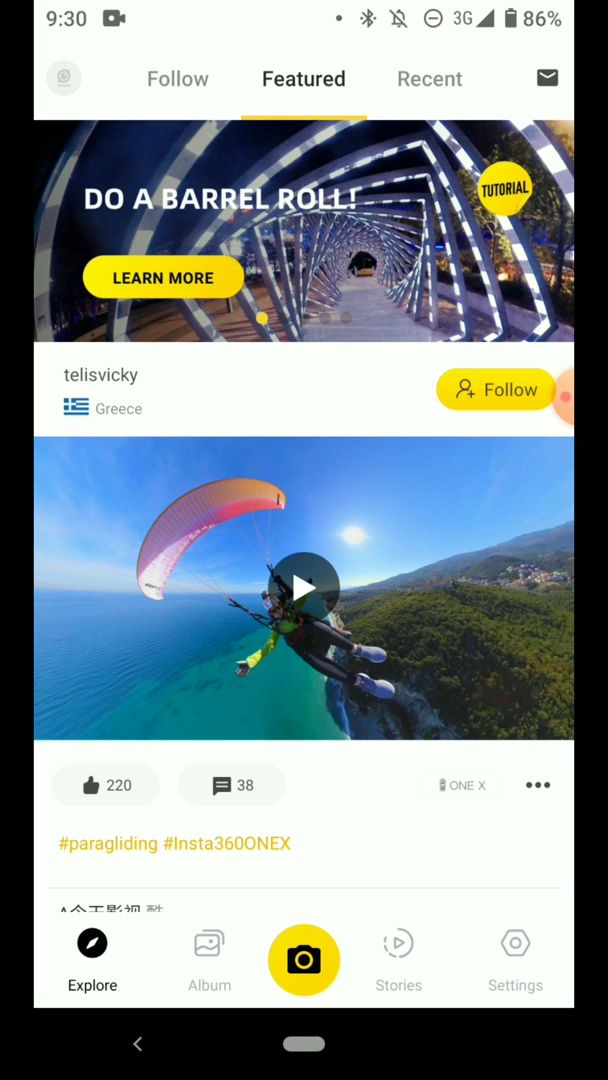 9:30
3G
86%
Follow
Featured
Recent
DO A BARREL ROLL!
TUTORIAL
LEARN MORE
telisvicky
Greece
Follow
220
38
ONE X
#paragliding #Insta360ONEX
Explore
Album
Stories
Settings